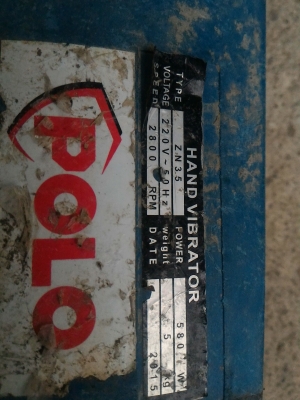 POLO
HAND VIBRATOR
TYPE ZN35 POWER 580 W
VOLTAGE 220V~50Hz weight 5 kg
SPEED 2800 RPM DATE 2015